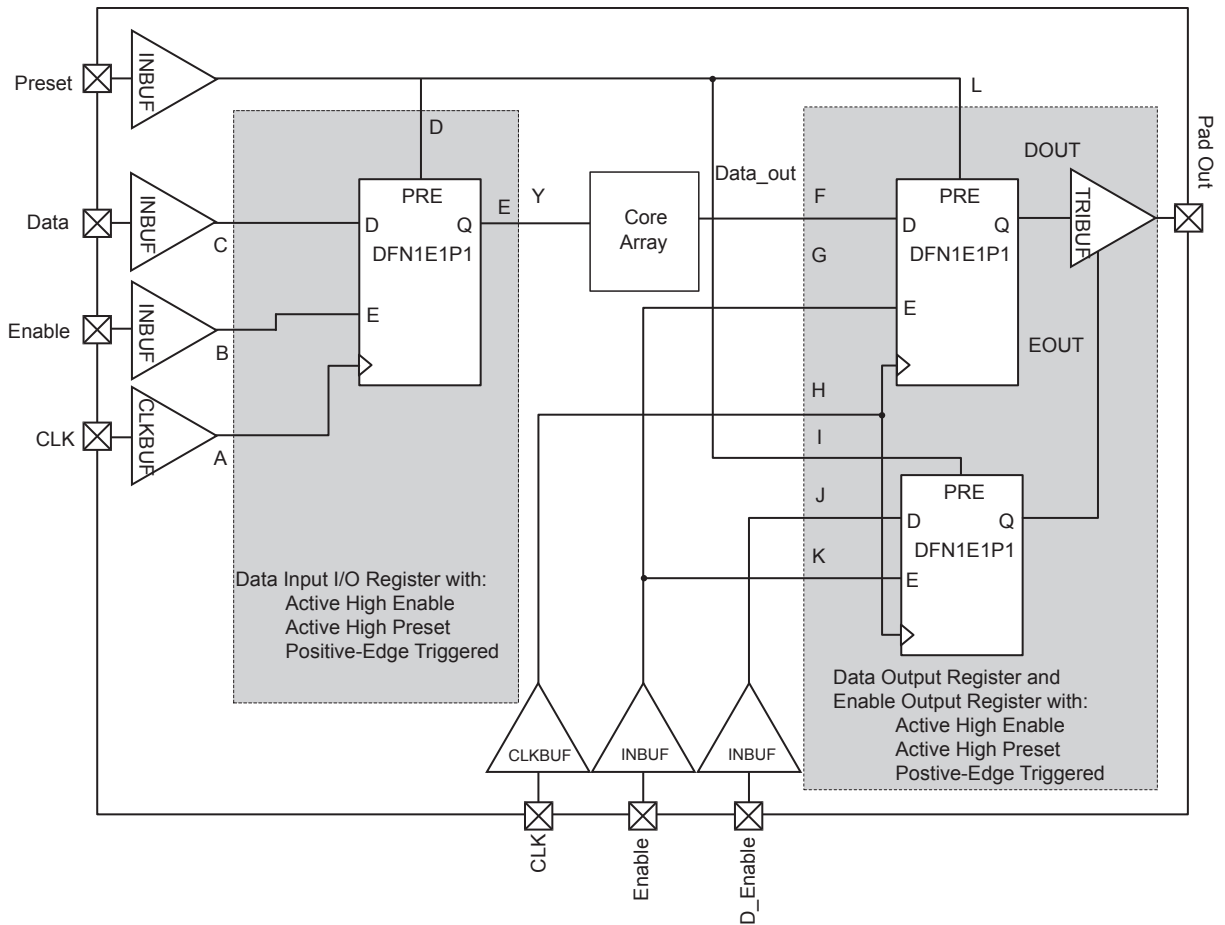 Preset
INBUF
L
D
Pad Out
DOUT
PRE
D
Q
DFN1E1P1
E
Data
INBUF
C
E
Y
Core
Array
Data_out
F
G
PRE
D
Q
DFN1E1P1
E
TRIBUF
EOUT
Enable
INBUF
B
CLK
CLKBUF
A
H
I
J
K
PRE
D
Q
DFN1E1P1
E
Data Input I/O Register with:
Active High Enable
Active High Preset
Positive-Edge Triggered
Data Output Register and
Enable Output Register with:
Active High Enable
Active High Preset
Postive-Edge Triggered
CLKBUF
INBUF
INBUF
CLK
Enable
D_Enable